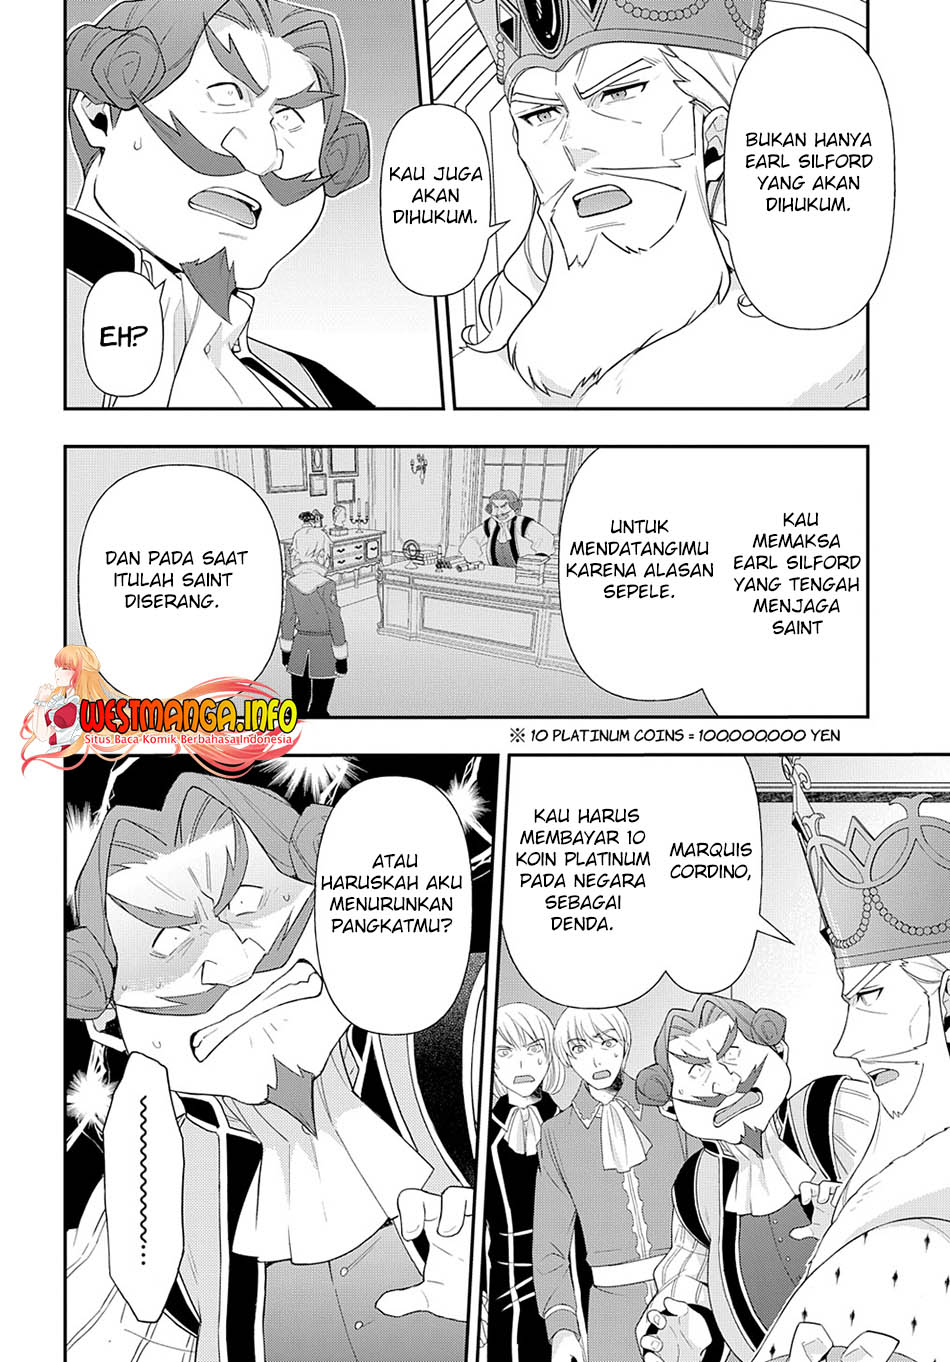 BUKAN HANYA
EARL SILFORD
YANG AKAN
DIHUKUM.
KAU JUGA
AKAN
DIHUKUM.
EH?
KAU
MEMAKSA
EARL SILFORD
YANG TENGAH
MENJAGA
SAINT
UNTUK
MENDATANGIMU
KARENA ALASAN
SEPELE.
DAN PADA SAAT
ITULAH SAINT
DISERANG.
WESTMANGA.INFO
Situs Baca Komik Berbahasa Indonesia
※ 10 PLATINUM COINS = 100,000,000 YEN
MARQUIS
CORDINO,
KAU HARUS
MEMBAYAR 10
KOIN PLATINUM
PADA NEGARA
SEBAGAI
DENDA.
ATAU
HARUSKAH AKU
MENURUNKAN
PANGKATMU?
~~~~~......